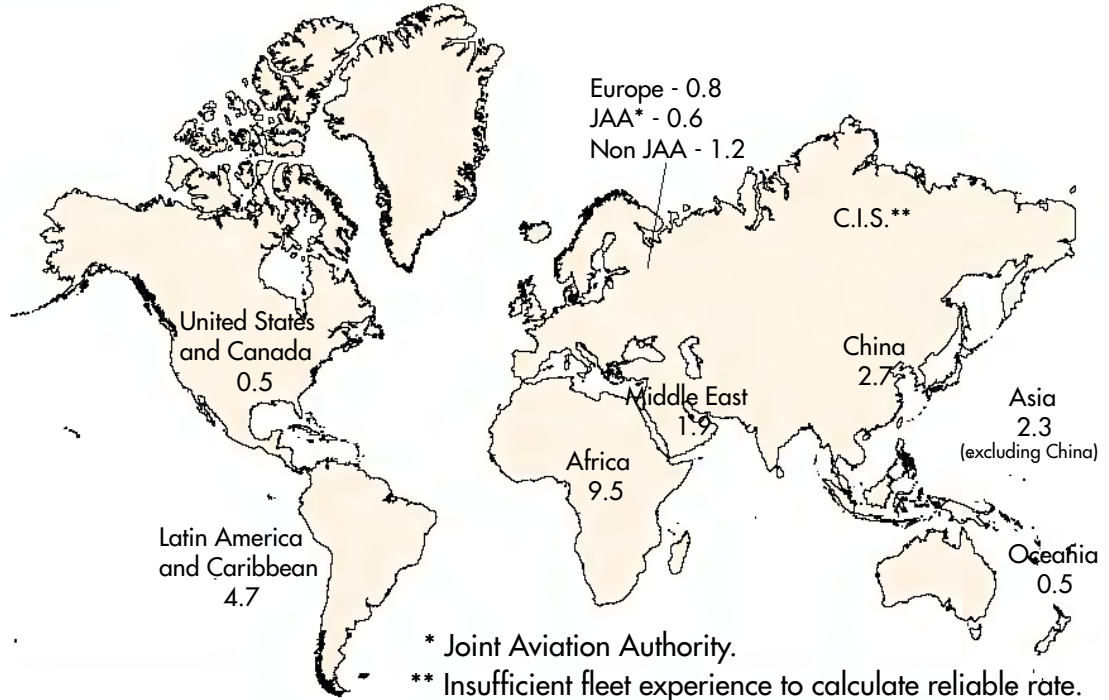 Europe - 0.8
JAA* - 0.6
Non JAA - 1.2
C.I.S.**
United States
and Canada
0.5
China
2.7
Middle East
1.9
Asia
2.3
(excluding China)
Africa
9.5
Latin America
and Caribbean
4.7
Oceania
0.5
* Joint Aviation Authority.
** Insufficient fleet experience to calculate reliable rate.